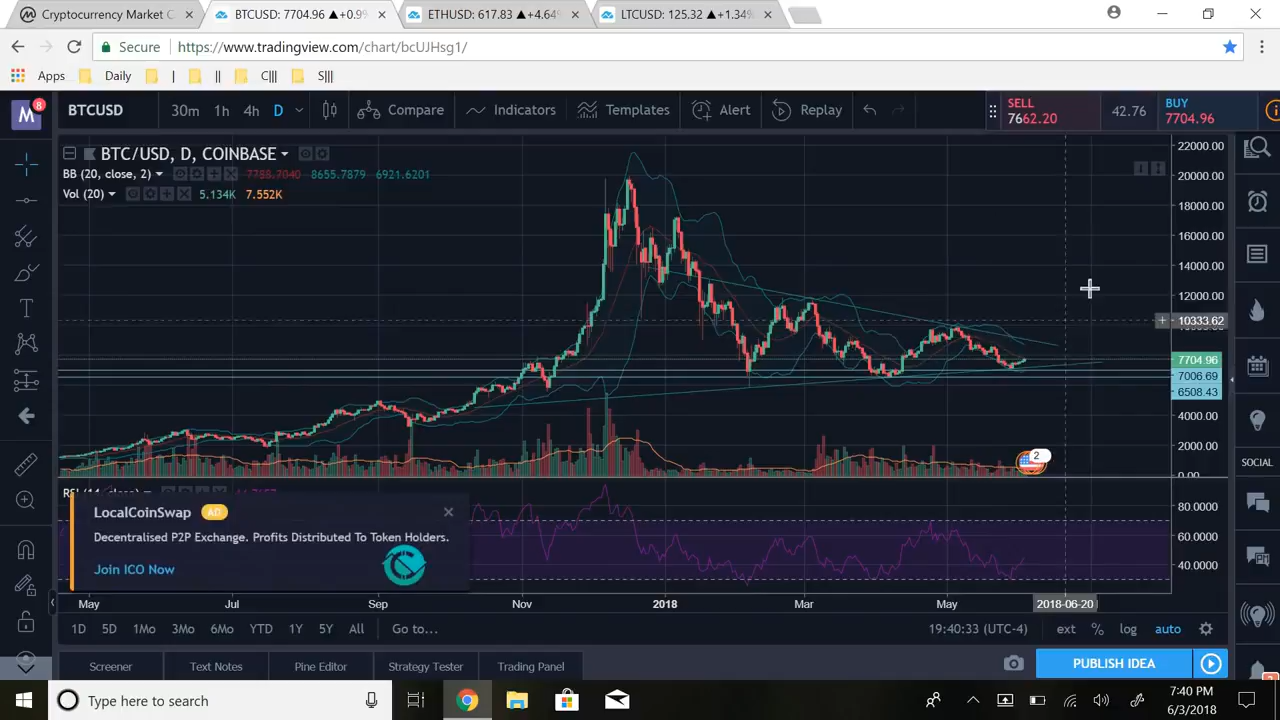 Cryptocurrency Market C
BTCUSD: 7704.96 ▲+0.9%
ETHUSD: 617.83 ▲+4.64%
LTCUSD: 125.32 ▲+1.34%
Secure
https://www.tradingview.com/chart/bcUJHsg1/
Apps
Daily
|
||
C|||
S|||
M 8
BTCUSD
30m 1h 4h D
Compare
Indicators
Templates
Alert
Replay
SELL
7662.20
42.76
BUY
7704.96
BTC/USD, D, COINBASE
BB (20, close, 2) 7788.7040 8655.7879 6921.6201
Vol (20) 5.134K 7.552K
22000.00
20000.00
18000.00
16000.00
14000.00
12000.00
10333.62
7704.96
7006.69
6508.43
4000.00
2000.00
2
SOCIAL
80.0000
60.0000
40.0000
LocalCoinSwap AD
Decentralised P2P Exchange. Profits Distributed To Token Holders.
Join ICO Now
May Jul Sep Nov 2018 Mar May 2018-06-20
1D 5D 1Mo 3Mo 6Mo YTD 1Y 5Y All Go to...
19:40:33 (UTC-4) ext % log auto
Screener
Text Notes
Pine Editor
Strategy Tester
Trading Panel
PUBLISH IDEA
Type here to search
7:40 PM
6/3/2018